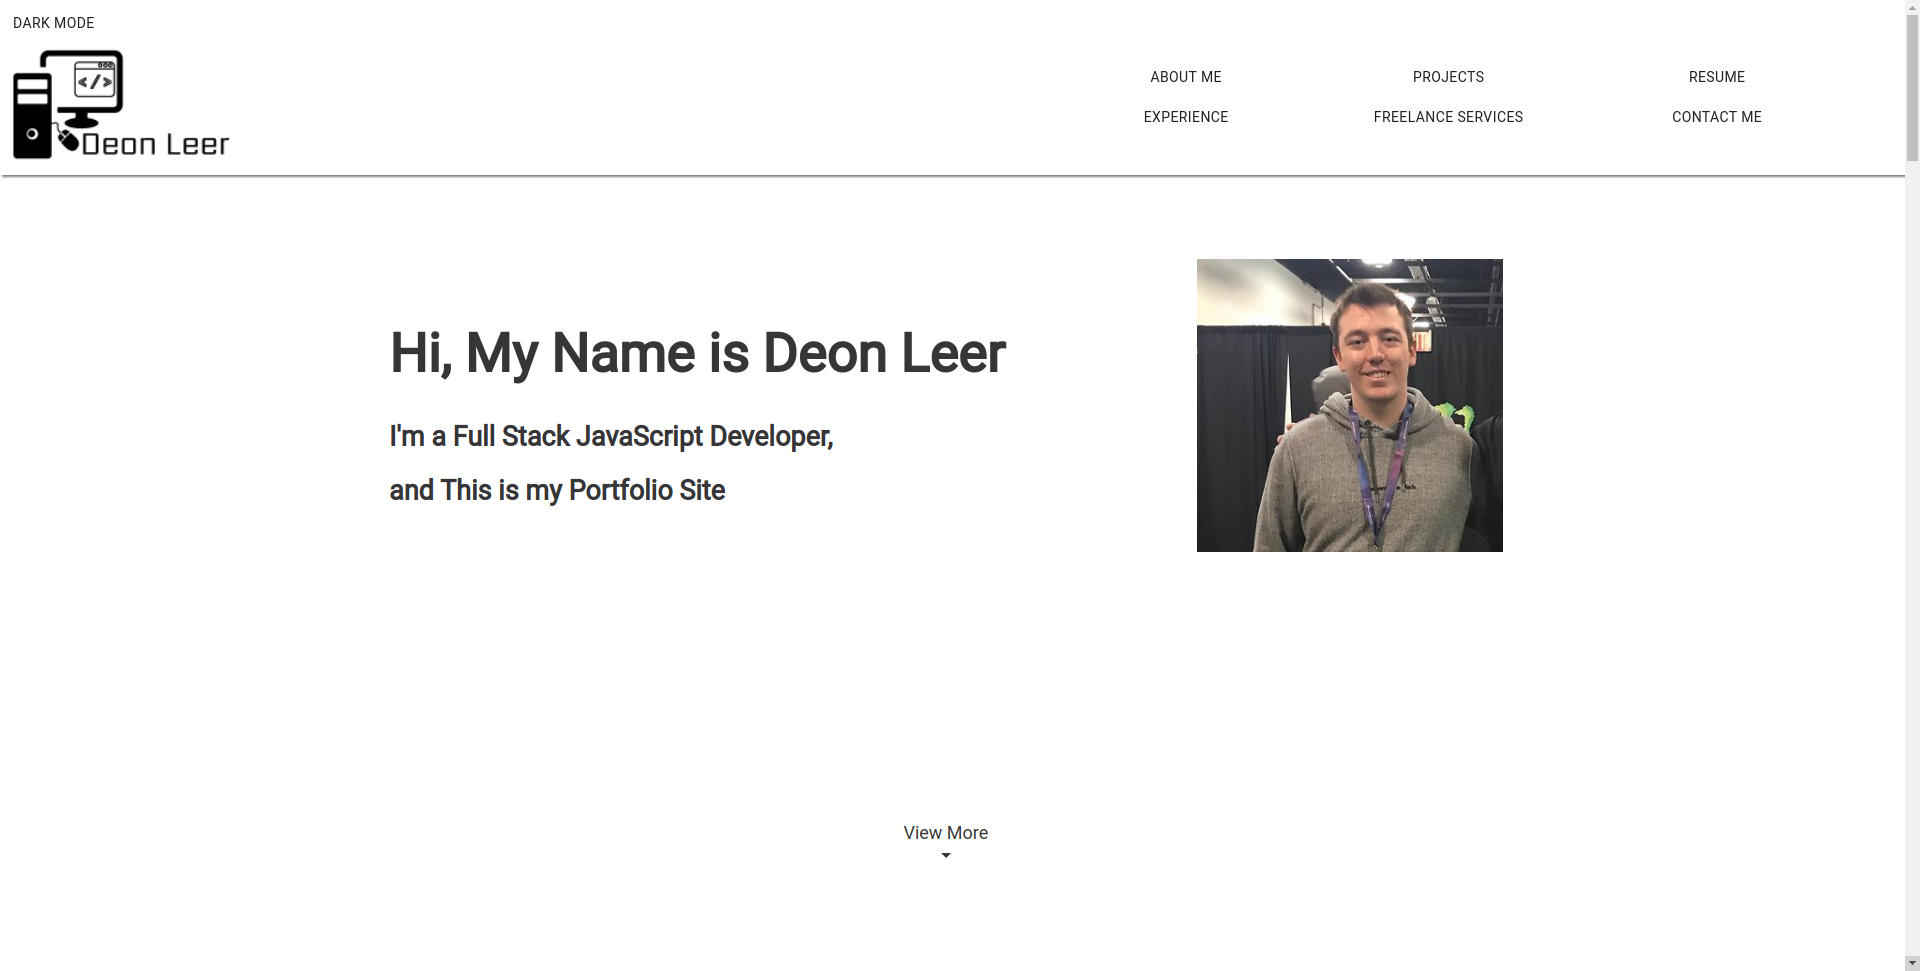 DARK MODE
</>
Deon Leer
ABOUT ME
PROJECTS
RESUME
EXPERIENCE
FREELANCE SERVICES
CONTACT ME
Hi, My Name is Deon Leer
I'm a Full Stack JavaScript Developer,
and This is my Portfolio Site
View More